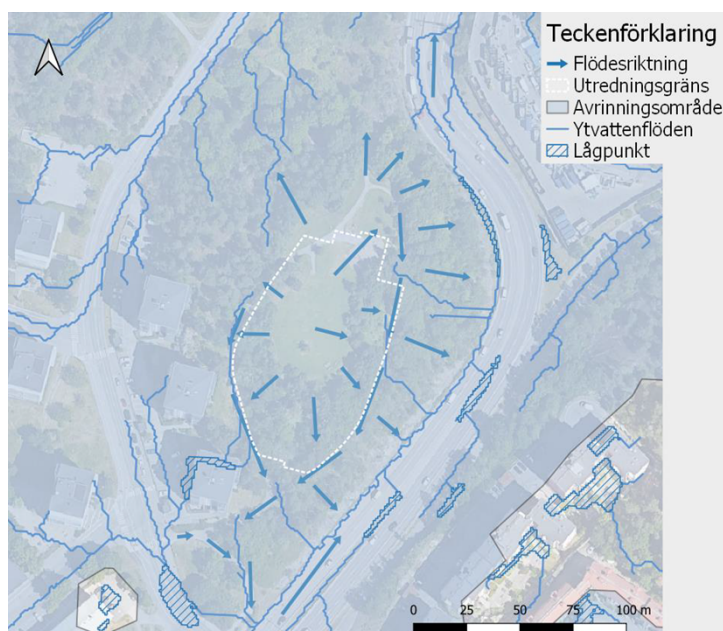 Teckenförklaring
Flödesriktning
Utredningsgräns
Avrinningsområde
Ytvattenflöden
Lågpunkt
0 25 50 75 100 m